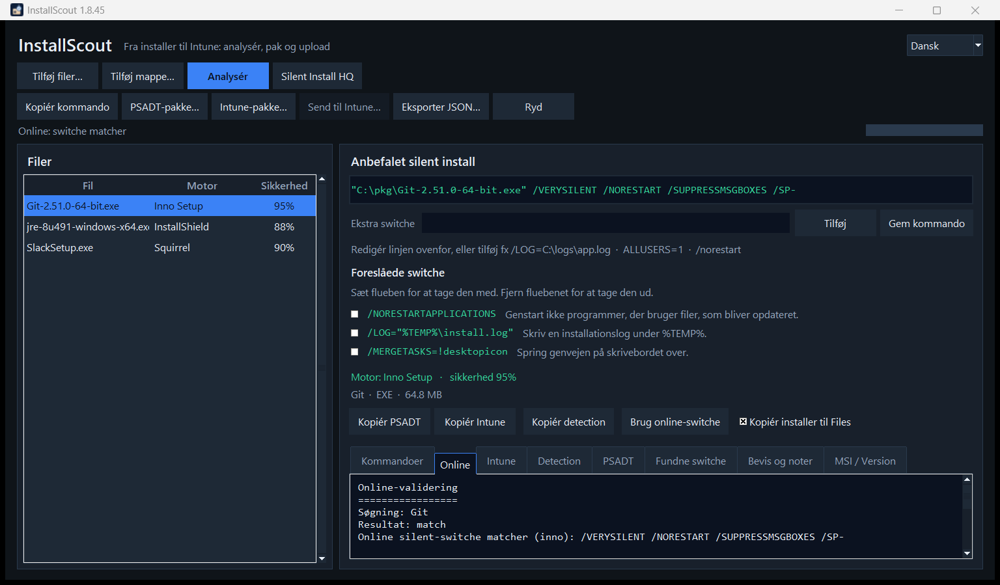 InstallScout 1.8.45
InstallScout Fra installer til Intune: analysér, pak og upload
Dansk
Tilføj filer... Tilføj mappe... Analysér Silent Install HQ
Kopiér kommando PSADT-pakke... Intune-pakke... Send til Intune... Eksporter JSON... Ryd
Online: switche matcher
Filer
Fil Motor Sikkerhed
Git-2.51.0-64-bit.exe Inno Setup 95%
jre-8u491-windows-x64.ex InstallShield 88%
SlackSetup.exe Squirrel 90%
Anbefalet silent install
"C:\pkg\Git-2.51.0-64-bit.exe" /VERYSILENT /NORESTART /SUPPRESSMSGBOXES /SP-
Ekstra switche Tilføj Gem kommando
Redigér linjen ovenfor, eller tilføj fx /LOG=C:\logs\app.log · ALLUSERS=1 · /norestart
Foreslåede switche
Sæt flueben for at tage den med. Fjern fluebenet for at tage den ud.
/NORESTARTAPPLICATIONS Genstart ikke programmer, der bruger filer, som bliver opdateret.
/LOG="%TEMP%\install.log" Skriv en installationslog under %TEMP%.
/MERGETASKS=!desktopicon Spring genvejen på skrivebordet over.
Motor: Inno Setup · sikkerhed 95%
Git · EXE · 64.8 MB
Kopiér PSADT Kopiér Intune Kopiér detection Brug online-switche Kopiér installer til Files
Kommandoer Online Intune Detection PSADT Fundne switche Bevis og noter MSI / Version
Online-validering
=================
Søgning: Git
Resultat: match
Online silent-switche matcher (inno): /VERYSILENT /NORESTART /SUPPRESSMSGBOXES /SP-